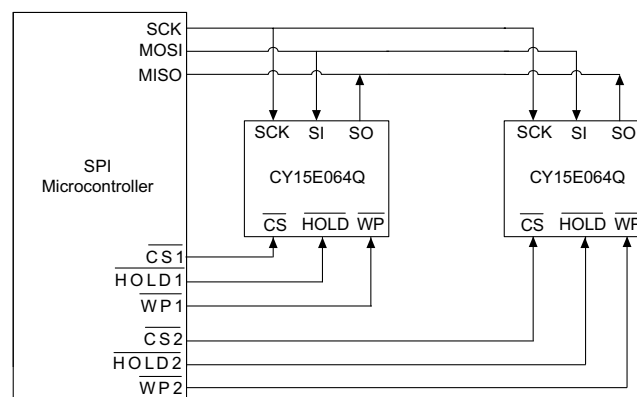 SCK
MOSI
MISO
SPI
Microcontroller
CS1
HOLD1
WP1
CS2
HOLD2
WP2
SCK SI SO
CY15E064Q
CS HOLD WP
SCK SI SO
CY15E064Q
CS HOLD WP